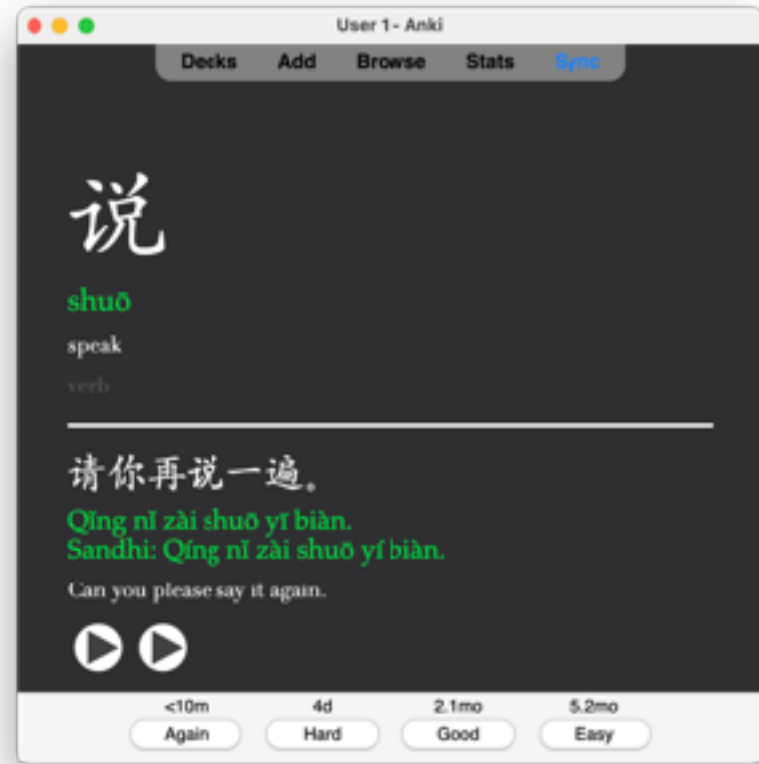 User 1 - Anki
Decks Add Browse Stats Sync
说
shuō
speak
verb
请你再说一遍。
Qǐng nǐ zài shuō yī biàn.
Sandhi: Qíng nǐ zài shuō yí biàn.
Can you please say it again.
<10m 4d 2.1mo 5.2mo
Again Hard Good Easy